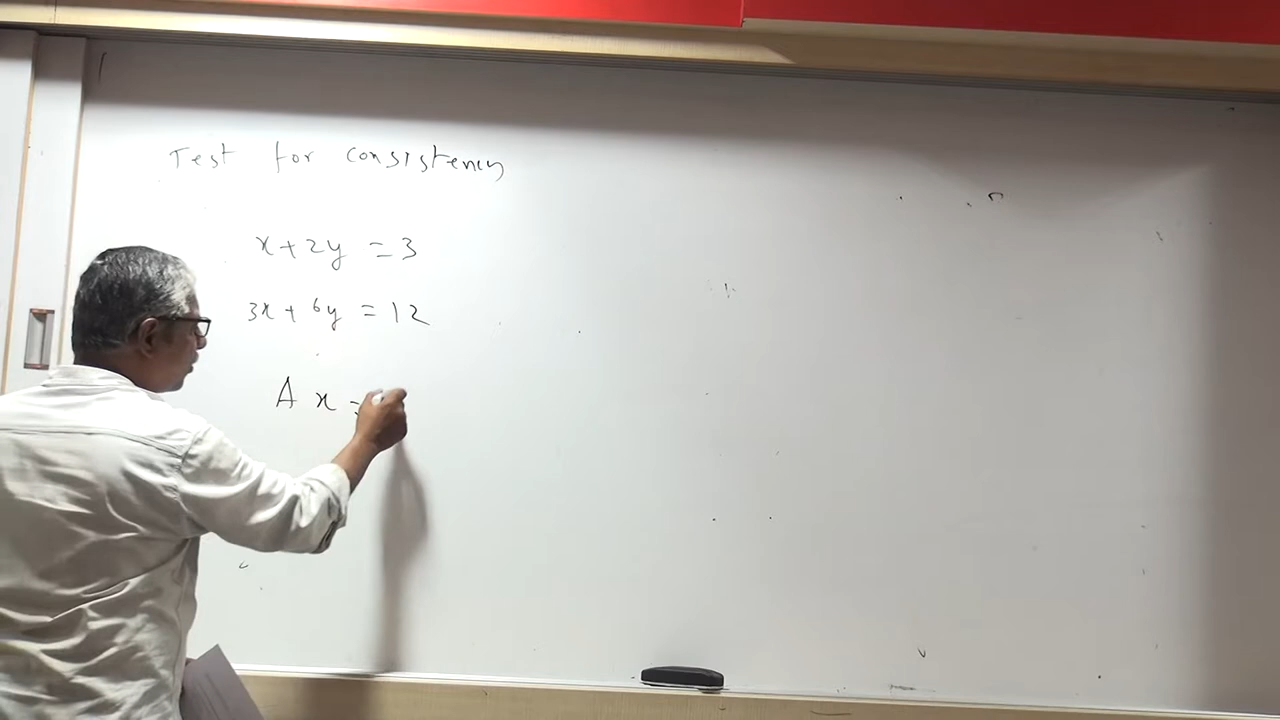 Test for consistency
x + 2y = 3
3x + 6y = 12
A x =